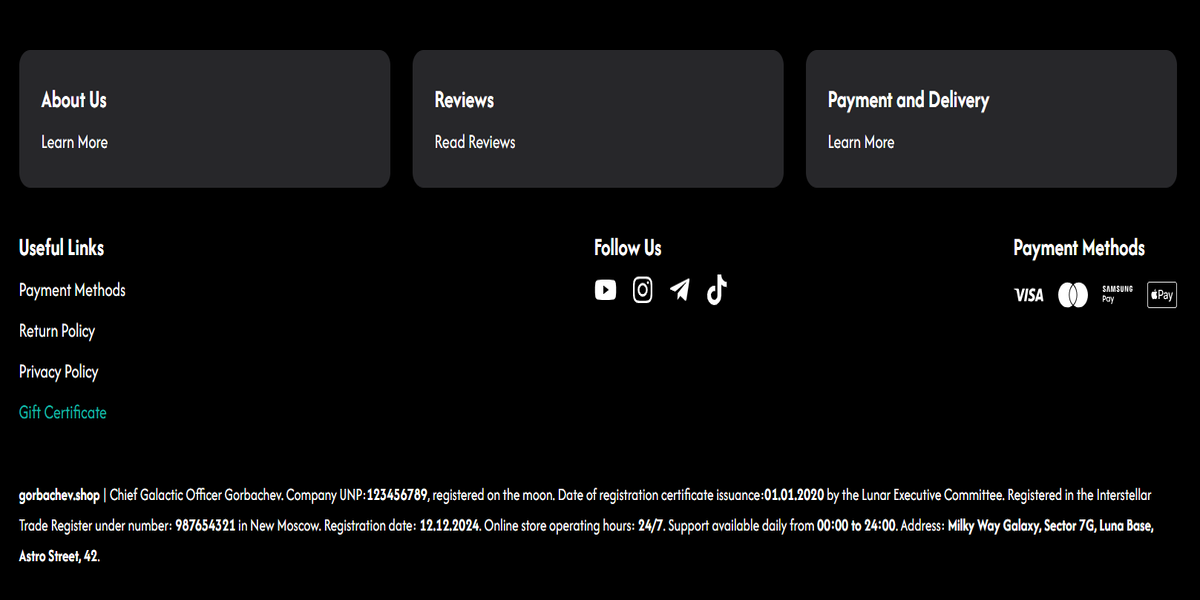 About Us
Learn More
Reviews
Read Reviews
Payment and Delivery
Learn More
Useful Links
Payment Methods
Return Policy
Privacy Policy
Gift Certificate
Follow Us
Payment Methods
VISA
SAMSUNG
Pay
Pay
gorbachev.shop | Chief Galactic Officer Gorbachev. Company UNP:123456789, registered on the moon. Date of registration certificate issuance:01.01.2020 by the Lunar Executive Committee. Registered in the Interstellar
Trade Register under number: 987654321 in New Moscow. Registration date: 12.12.2024. Online store operating hours: 24/7. Support available daily from 00:00 to 24:00. Address: Milky Way Galaxy, Sector 7G, Luna Base,
Astro Street, 42.